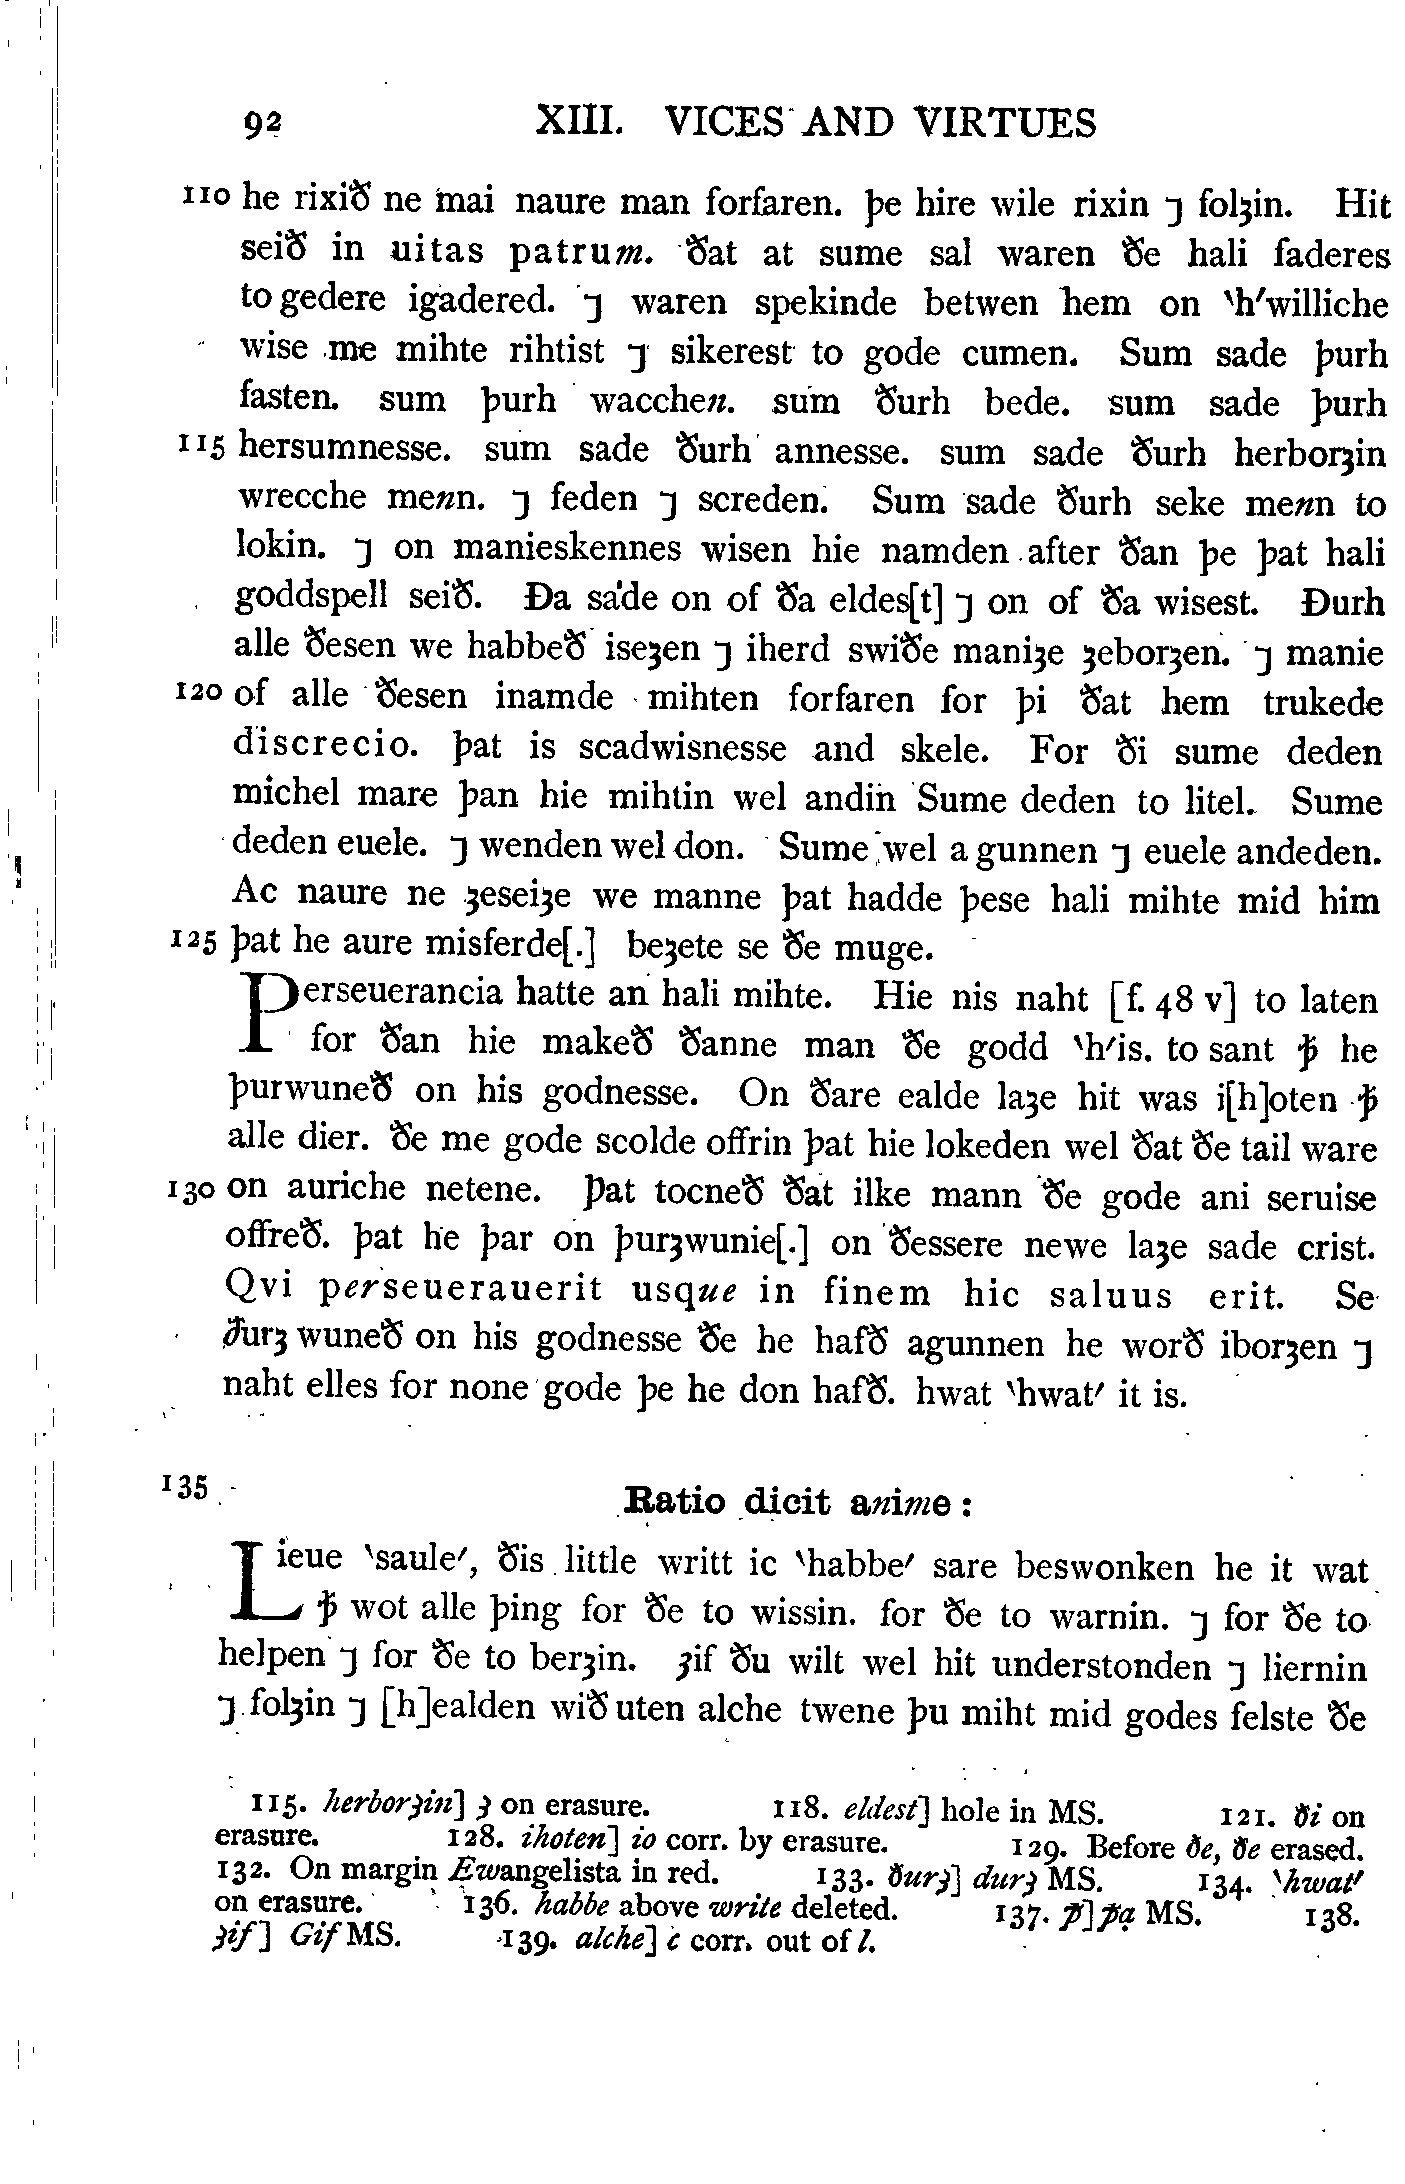 92 XIII. VICES AND VIRTUES
110 he rixið ne mai naure man forfaren. þe hire wile rixin ⁊ folȝin. Hit
seið in uitas patrum. ðat at sume sal waren ðe hali faderes
to gedere igadered. ⁊ waren spekinde betwen hem on ‵h′williche
wise me mihte rihtist ⁊ sikerest to gode cumen. Sum sade þurh
fasten. sum þurh wacchen. sum ðurh bede. sum sade þurh
115 hersumnesse. sum sade ðurh annesse. sum sade ðurh herborȝin
wrecche menn. ⁊ feden ⁊ screden. Sum sade ðurh seke menn to
lokin. ⁊ on manieskennes wisen hie namden after ðan þe þat hali
goddspell seið. Ða sade on of ða eldes[t] ⁊ on of ða wisest. Ðurh
alle ðesen we habbeð iseȝen ⁊ iherd swiðe maniȝe ȝeborȝen. ⁊ manie
120 of alle ðesen inamde mihten forfaren for þi ðat hem trukede
discrecio. þat is scadwisnesse and skele. For ði sume deden
michel mare þan hie mihtin wel andin Sume deden to litel. Sume
deden euele. ⁊ wenden wel don. Sume wel agunnen ⁊ euele andeden.
Ac naure ne ȝeseiȝe we manne þat hadde þese hali mihte mid him
125 þat he aure misferde[.] beȝete se ðe muge.
Perseuerancia hatte an hali mihte. Hie nis naht [f. 48 v] to laten
for ðan hie makeð ðanne man ðe godd ‵h′is. to sant ꝥ he
þurwuneð on his godnesse. On ðare ealde laȝe hit was i[h]oten ꝥ
alle dier. ðe me gode scolde offrin þat hie lokeden wel ðat ðe tail ware
130 on auriche netene. Þat tocneð ðat ilke mann ðe gode ani seruise
offreð. þat he þar on þurȝwunie[.] on ðessere newe laȝe sade crist.
Qvi perseuerauerit usque in finem hic saluus erit. Se
ðurȝ wuneð on his godnesse ðe he hafð agunnen he worð iborȝen ⁊
naht elles for none gode þe he don hafð. hwat ‵hwat′ it is.
135 Ratio dicit anime :
Lieue ‵saule′, ðis little writt ic ‵habbe′ sare beswonken he it wat
ꝥ wot alle þing for ðe to wissin. for ðe to warnin. ⁊ for ðe to
helpen ⁊ for ðe to berȝin. ȝif ðu wilt wel hit understonden ⁊ liernin
⁊ folȝin ⁊ [h]ealden wið uten alche twene þu miht mid godes felste ðe
115. herborȝin] ȝ on erasure. 118. eldest] hole in MS. 121. ði on
erasure. 128. ihoten] io corr. by erasure. 129. Before ðe, ðe erased.
132. On margin Ewangelista in red. 133. ðurȝ] durȝ MS. 134. ‵hwat′
on erasure. 136. habbe above write deleted. 137. ꝥ] ꝥạ MS. 138.
ȝif] Gif MS. 139. alche] c corr. out of l.